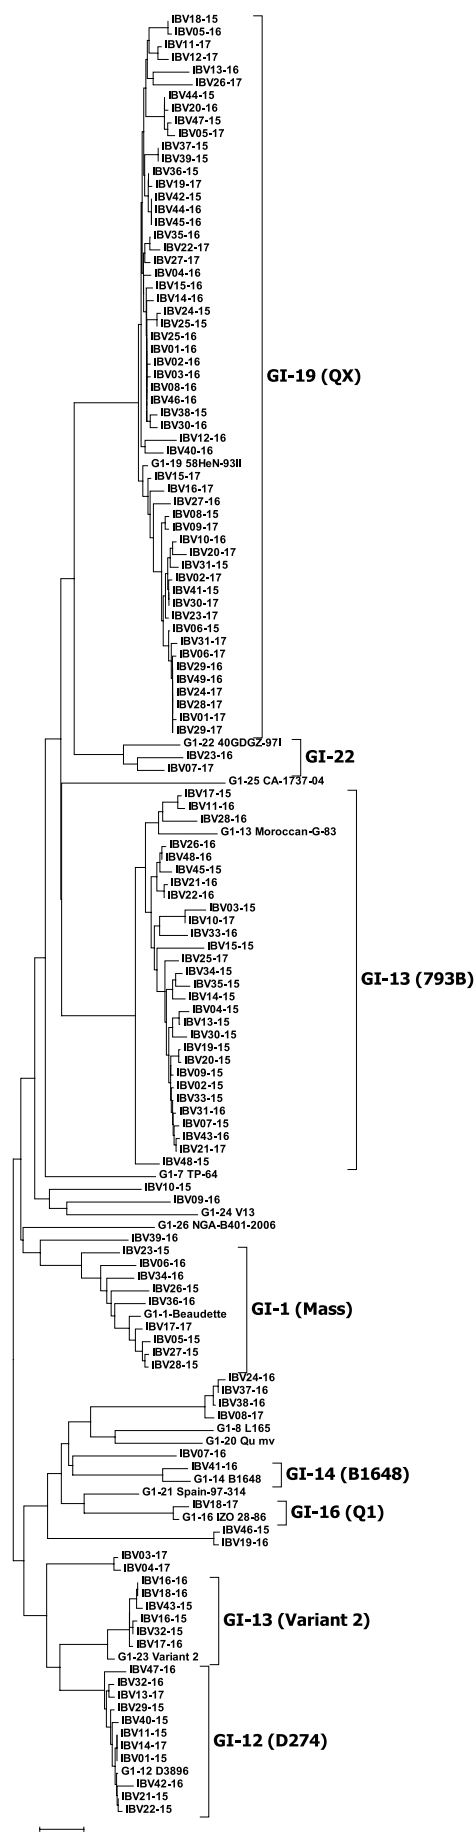 IBV18-15
IBV05-16
IBV11-17
IBV12-17
IBV13-16
IBV26-17
IBV44-15
IBV20-16
IBV47-15
IBV05-17
IBV37-15
IBV39-15
IBV36-15
IBV19-17
IBV42-15
IBV44-16
IBV45-16
IBV35-16
IBV22-17
IBV27-17
IBV04-16
IBV15-16
IBV14-16
IBV24-15
IBV25-15
IBV25-16
IBV01-16
IBV02-16
IBV03-16
GI-19 (QX)
IBV08-16
IBV46-16
IBV38-15
IBV30-16
IBV12-16
IBV40-16
G1-19 58HeN-93II
IBV15-17
IBV16-17
IBV27-16
IBV08-15
IBV09-17
IBV10-16
IBV20-17
IBV31-15
IBV02-17
IBV41-15
IBV30-17
IBV23-17
IBV06-15
IBV31-17
IBV06-17
IBV29-16
IBV49-16
IBV24-17
IBV28-17
IBV01-17
IBV29-17
G1-22 40GDGZ-97I
IBV23-16
GI-22
IBV07-17
G1-25 CA-1737-04
IBV17-15
IBV11-16
IBV28-16
G1-13 Moroccan-G-83
IBV26-16
IBV48-16
IBV45-15
IBV21-16
IBV22-16
IBV03-15
IBV10-17
IBV33-16
IBV15-15
IBV25-17
IBV34-15
GI-13 (793B)
IBV35-15
IBV14-15
IBV04-15
IBV13-15
IBV30-15
IBV19-15
IBV20-15
IBV09-15
IBV02-15
IBV33-15
IBV31-16
IBV07-15
IBV43-16
IBV21-17
IBV48-15
G1-7 TP-64
IBV10-15
IBV09-16
G1-24 V13
G1-26 NGA-B401-2006
IBV39-16
IBV23-15
IBV06-16
IBV34-16
IBV26-15
IBV36-16
GI-1 (Mass)
G1-1-Beaudette
IBV17-17
IBV05-15
IBV27-15
IBV28-15
IBV24-16
IBV37-16
IBV38-16
IBV08-17
G1-8 L165
G1-20 Qu mv
IBV07-16
IBV41-16
GI-14 (B1648)
G1-14 B1648
G1-21 Spain-97-314
IBV18-17
GI-16 (Q1)
G1-16 IZO 28-86
IBV46-15
IBV19-16
IBV03-17
IBV04-17
IBV16-16
IBV18-16
IBV43-15
IBV16-15
GI-13 (Variant 2)
IBV32-15
IBV17-16
G1-23 Variant 2
IBV47-16
IBV32-16
IBV13-17
IBV29-15
IBV40-15
IBV11-15
GI-12 (D274)
IBV14-17
IBV01-15
G1-12 D3896
IBV42-16
IBV21-15
IBV22-15